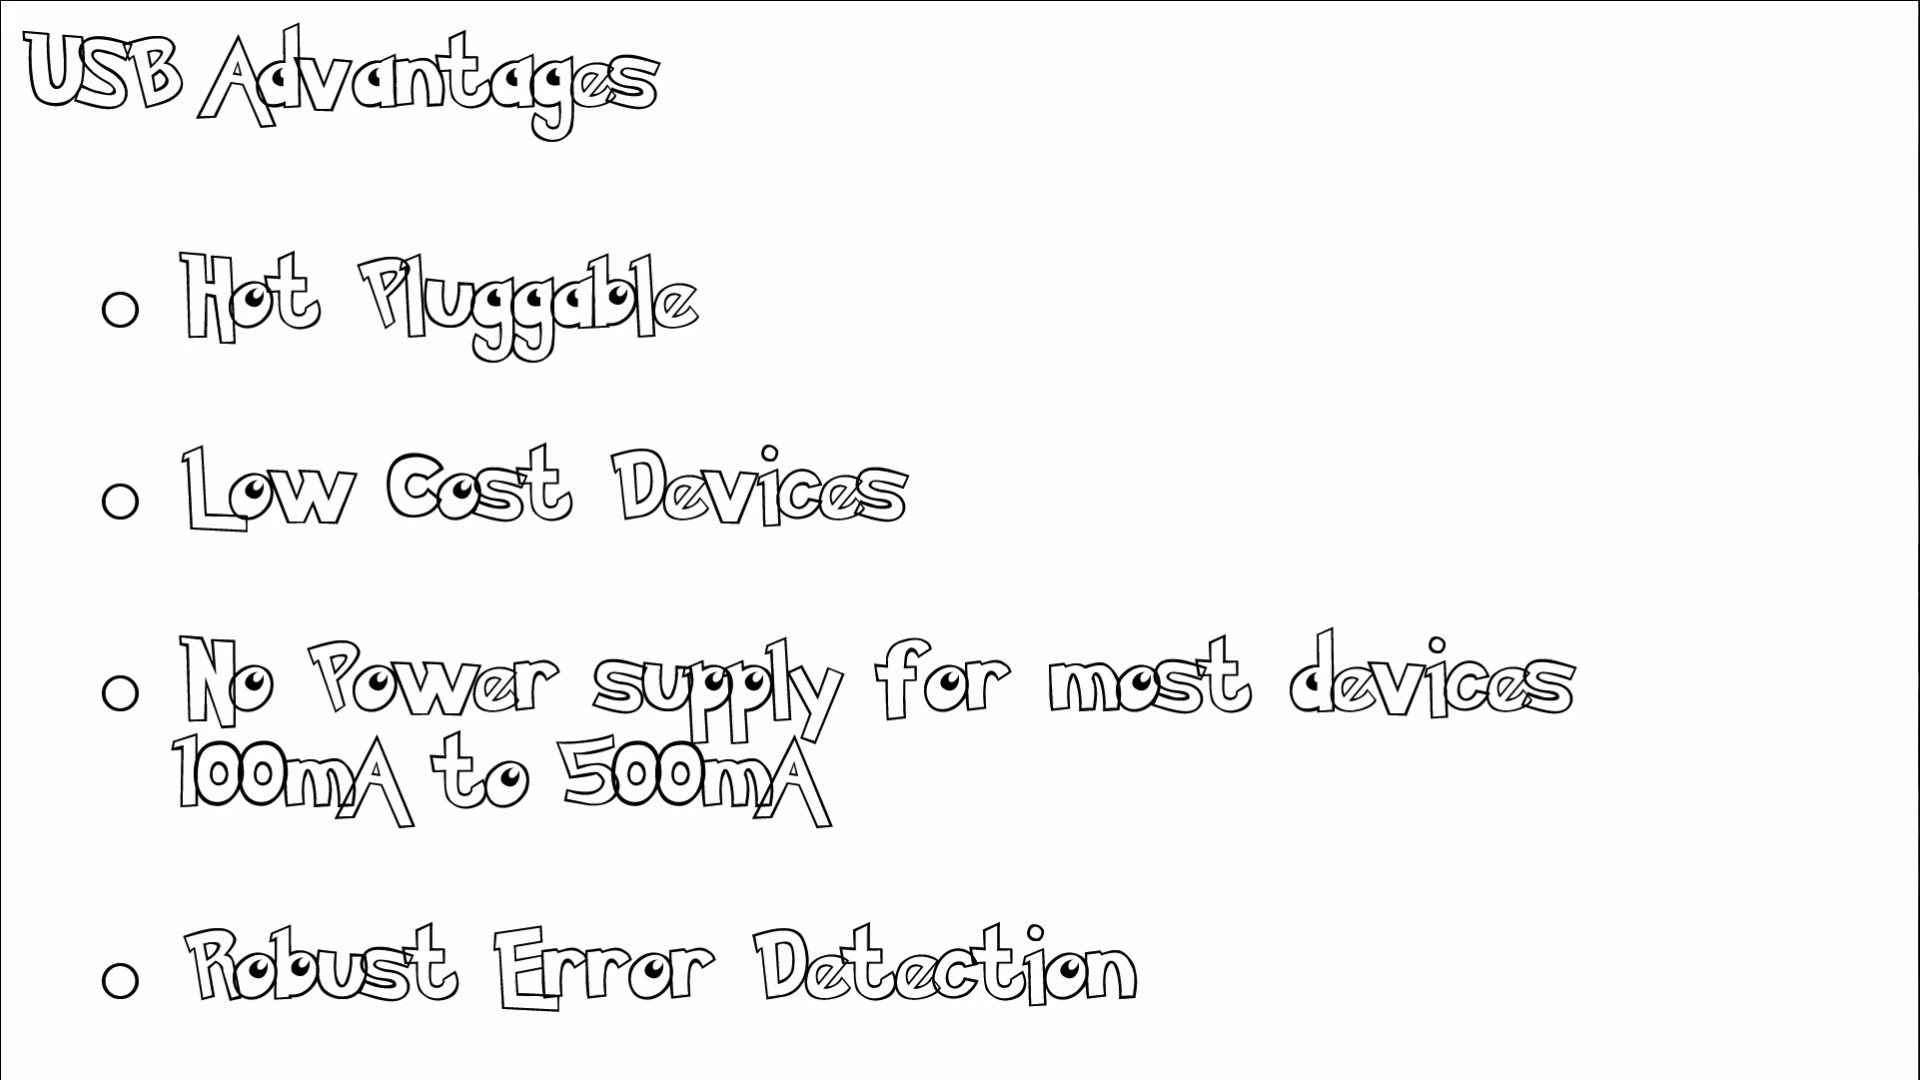 USB Advantages
Hot Pluggable
Low Cost Devices
No Power supply for most devices
100mA to 500mA
Robust Error Detection